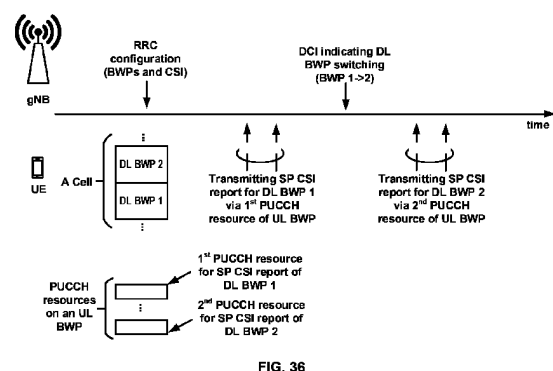 RRC
configuration
(BWPs and CSI)
DCI indicating DL
BWP switching
(BWP 1->2)
gNB
time
UE
A Cell
⋮
DL BWP 2
DL BWP 1
⋮
Transmitting SP CSI
report for DL BWP 1
via 1st PUCCH
resource of UL BWP
Transmitting SP CSI
report for DL BWP 2
via 2nd PUCCH
resource of UL BWP
PUCCH
resources
on an UL
BWP
⋮
1st PUCCH resource
for SP CSI report of
DL BWP 1
2nd PUCCH resource
for SP CSI report of
DL BWP 2
FIG. 36